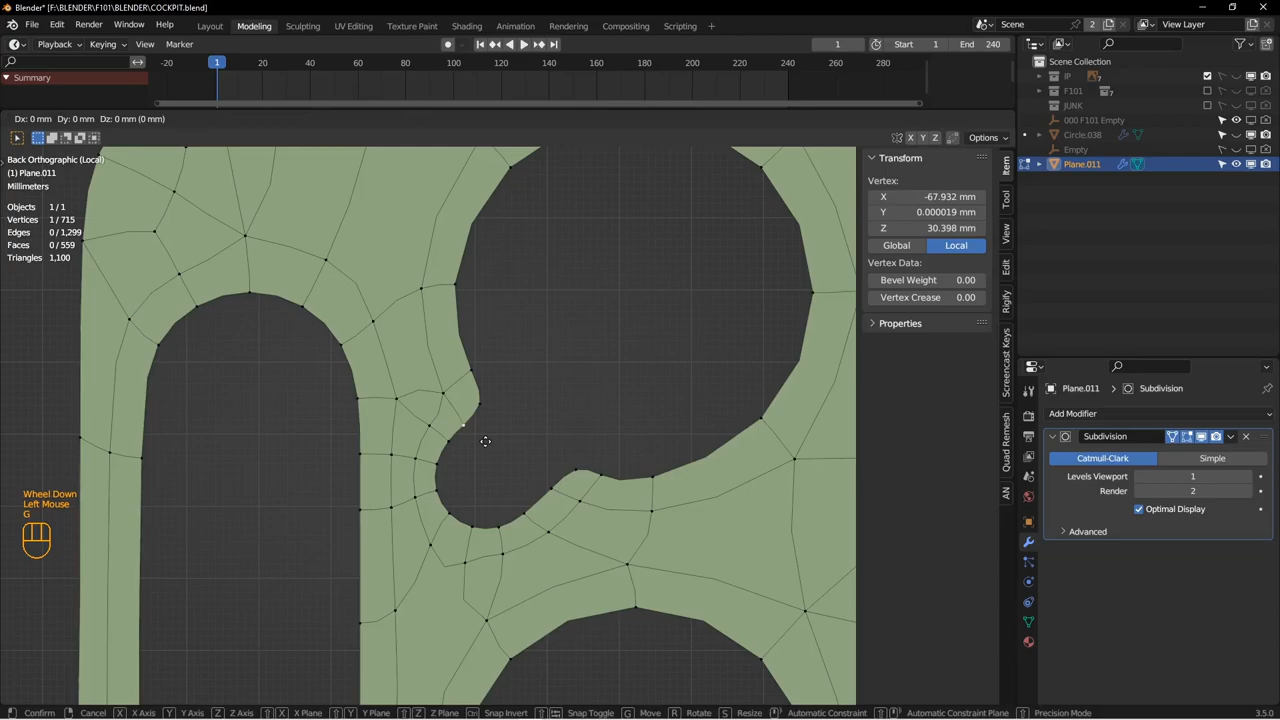 Blender* [F:\BLENDER\F101\COCKPIT.blend]
File Edit Render Window Help Layout Modeling Sculpting UV Editing Texture Paint Shading Animation Rendering Compositing Scripting + Scene 2 View Layer
Playback Keying View Marker 1 Start 1 End 240
-20 1 20 40 60 80 100 120 140 160 180 200 220 240 260 280
Summary
Dx: 0 mm Dy: 0 mm Dz: 0 mm (0 mm)
X Y Z Options
Back Orthographic (Local)
(1) Plane.011
Millimeters
Objects 1/1
Vertices 1/715
Edges 0/1,299
Faces 0/559
Triangles 1,100
Wheel Down
Left Mouse
G
Transform
Vertex:
X -67.932 mm
Y 0.000019 mm
Z 30.398 mm
Global Local
Vertex Data:
Bevel Weight 0.00
Vertex Crease 0.00
Properties
Item
Tool
View
Edit
Rigify
Screencast Keys
Quad Remesh
AN
Scene Collection
IP 7
F101 7
JUNK
000 F101 Empty
Circle.038
Empty
Plane.011
Plane.011 Subdivision
Add Modifier
Subdivision
Catmull-Clark Simple
Levels Viewport 1
Render 2
Optimal Display
Advanced
Confirm Cancel X X Axis Y Y Axis Z Z Axis X X Plane Y Y Plane Z Z Plane Ctrl Snap Invert Snap Toggle G Move R Rotate S Resize Automatic Constraint Automatic Constraint Plane Precision Mode 3.5.0